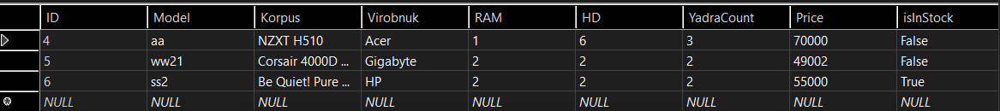 ID Model Korpus Virobnuk RAM HD YadraCount Price isInStock
4 aa NZXT H510 Acer 1 6 3 70000 False
5 ww21 Corsair 4000D ... Gigabyte 2 2 2 49002 False
6 ss2 Be Quiet! Pure ... HP 2 2 2 55000 True
NULL NULL NULL NULL NULL NULL NULL NULL NULL